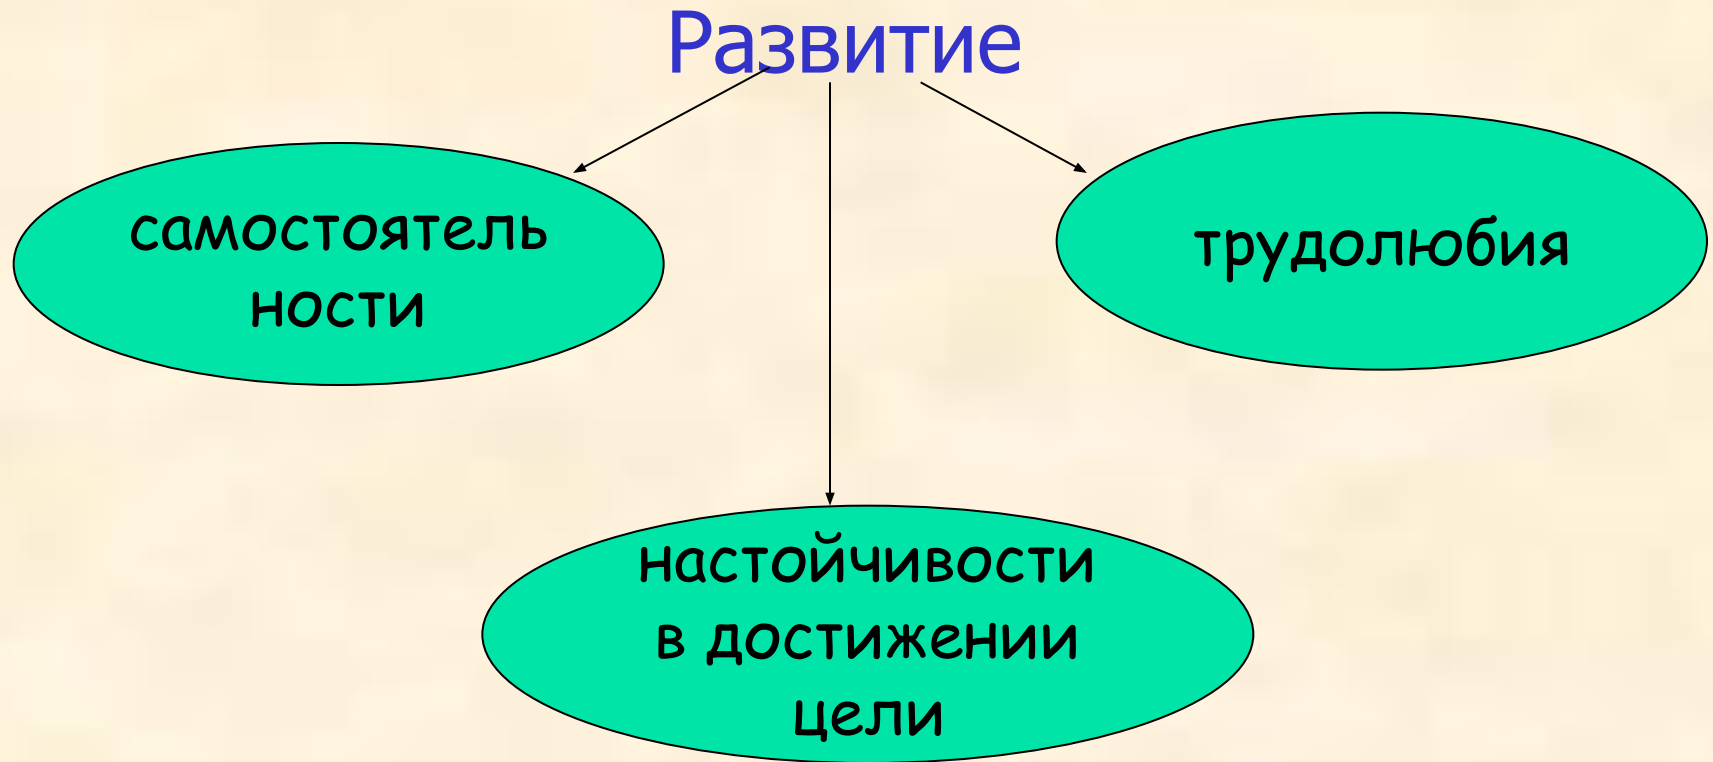 Развитие
самостоятель
ности
трудолюбия
настойчивости
в достижении
цели